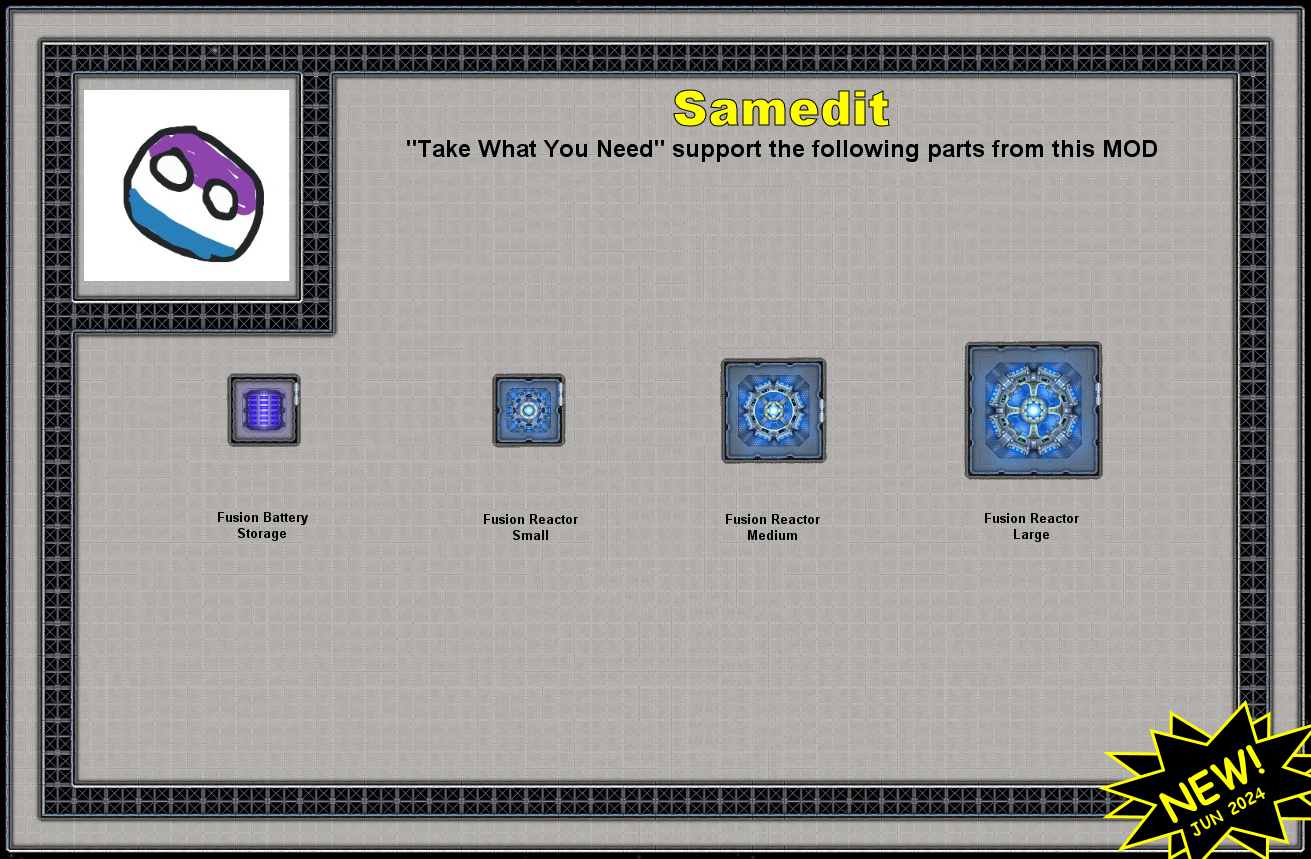 Samedit
"Take What You Need" support the following parts from this MOD
Fusion Battery
Storage
Fusion Reactor
Small
Fusion Reactor
Medium
Fusion Reactor
Large
NEW!
JUN 2024